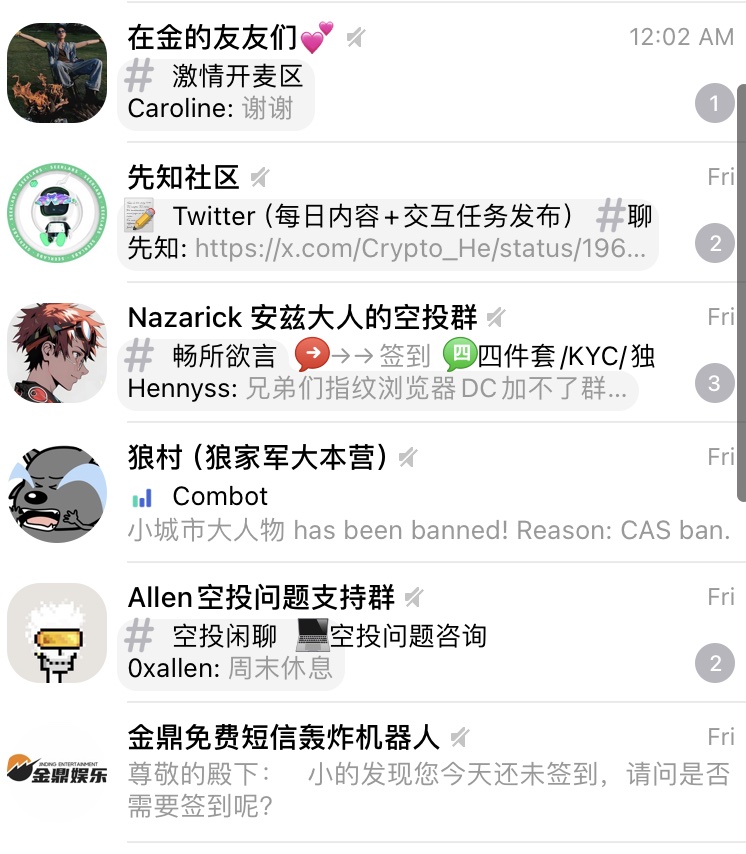 在金的友友们💕
12:02 AM
# 激情开麦区
Caroline: 谢谢
1
先知社区
Fri
📝 Twitter（每日内容+交互任务发布） #聊
先知: https://x.com/Crypto_He/status/196...
2
Nazarick 安兹大人的空投群
Fri
# 畅所欲言 →→→签到 四四件套/KYC/独
Hennyss: 兄弟们指纹浏览器DC加不了群...
3
狼村（狼家军大本营）
Fri
Combot
小城市大人物 has been banned! Reason: CAS ban.
Allen空投问题支持群
Fri
# 空投闲聊 💻空投问题咨询
0xallen: 周末休息
2
JINDING ENTERTAINMENT
金鼎娱乐
金鼎免费短信轰炸机器人
Fri
尊敬的殿下： 小的发现您今天还未签到，请问是否
需要签到呢?